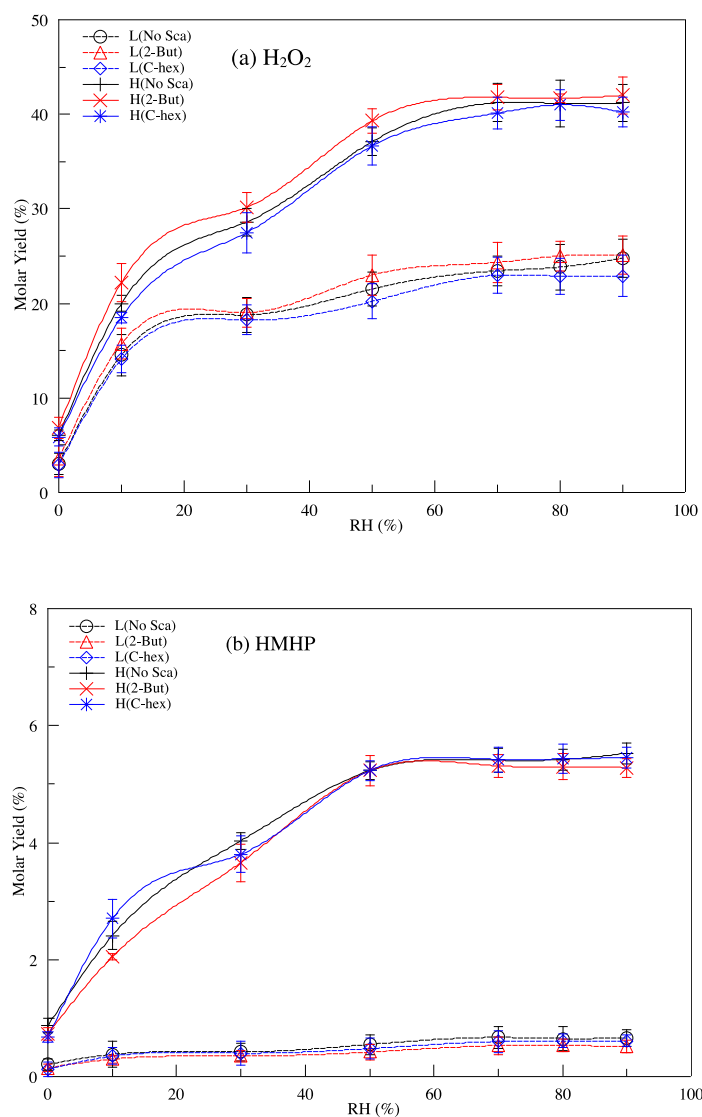 50
40
30
20
10
0
Molar Yield (%)
L(No Sca)
L(2-But)
L(C-hex)
H(No Sca)
H(2-But)
H(C-hex)
(a) H₂O₂
0 20 40 60 80 100
RH (%)
8
6
4
2
0
Molar Yield (%)
L(No Sca)
L(2-But)
L(C-hex)
H(No Sca)
H(2-But)
H(C-hex)
(b) HMHP
0 20 40 60 80 100
RH (%)